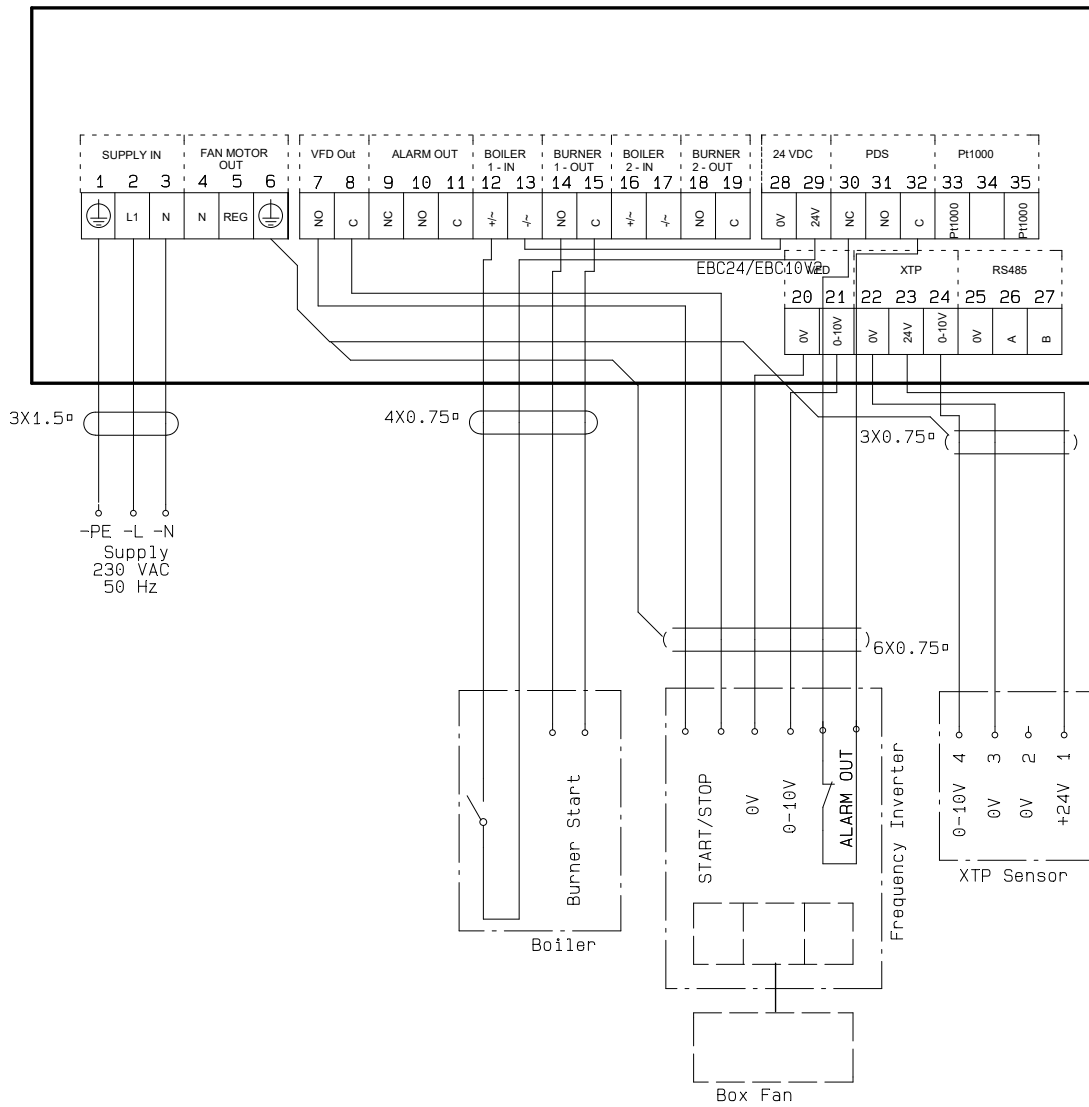 SUPPLY IN
FAN MOTOR
OUT
VFD Out
ALARM OUT
BOILER
1 - IN
BURNER
1 - OUT
BOILER
2 - IN
BURNER
2 - OUT
24 VDC
PDS
Pt1000
1 2 3 4 5 6 7 8 9 10 11 12 13 14 15 16 17 18 19 28 29 30 31 32 33 34 35
L1 N N REG NO C NC NO C +/~ -/~ NO C +/~ -/~ NO C 0V 24V NC NO C Pt1000 Pt1000
EBC24/EBC10V2
VFD
XTP
RS485
20 21 22 23 24 25 26 27
0V 0-10V 0V 24V 0-10V 0V A B
3X1.5▫
4X0.75▫
3X0.75▫
-PE -L -N
Supply
230 VAC
50 Hz
6X0.75▫
Burner Start
Boiler
START/STOP
0V
0-10V
ALARM OUT
Frequency Inverter
0-10V 4
0V 3
0V 2
+24V 1
XTP Sensor
Box Fan